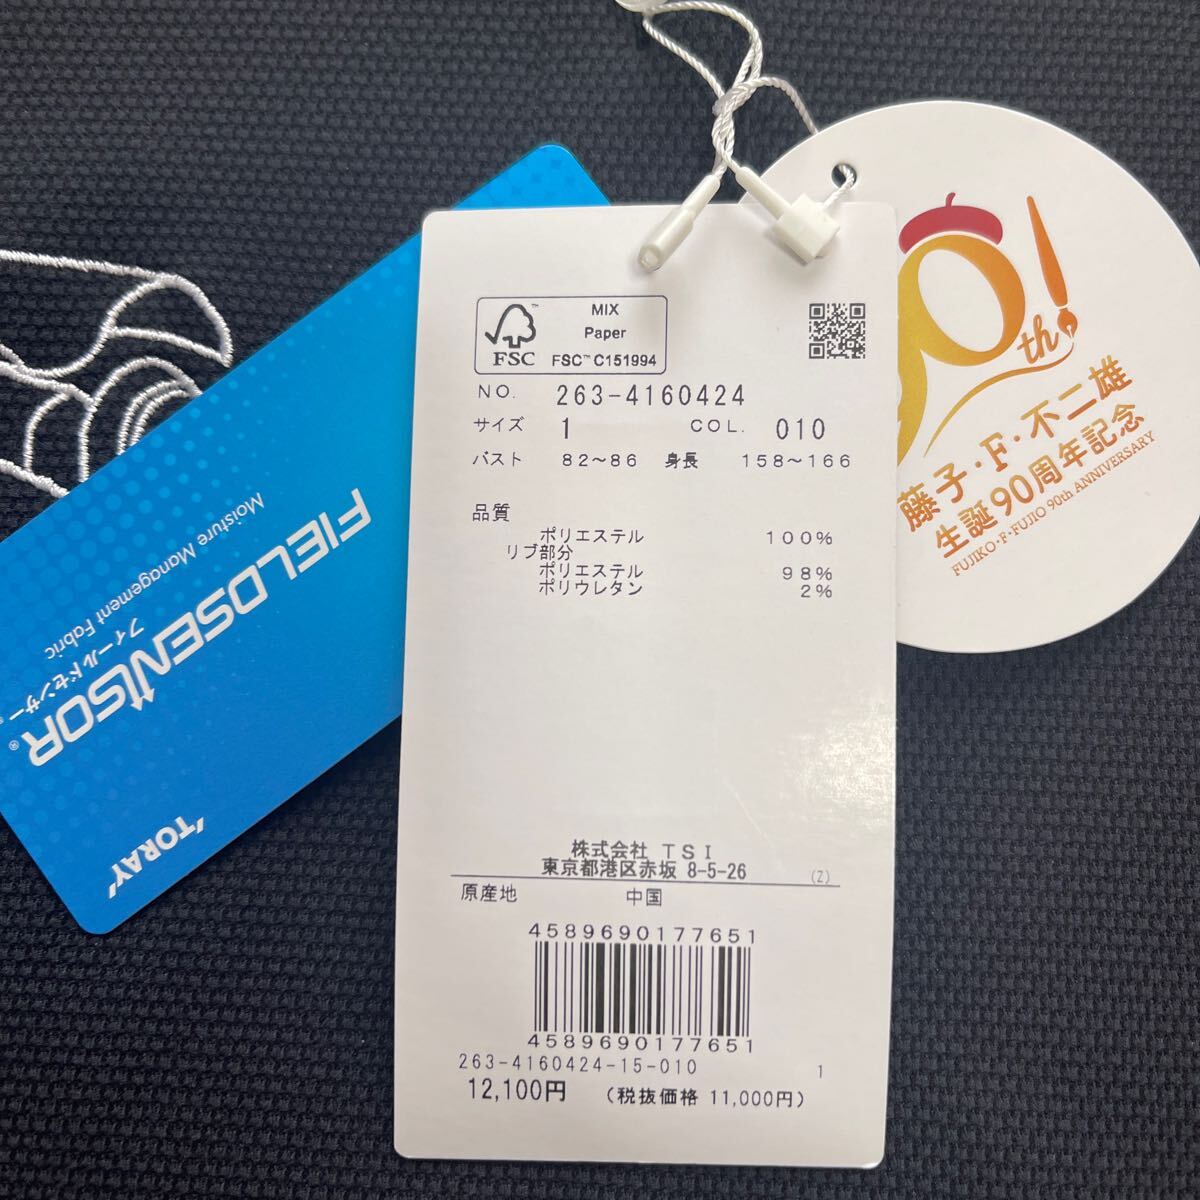 MIX
Paper
FSC
FSC™ C151994
NO. 263-4160424
サイズ 1 COL. 010
バスト 82～86 身長 158～166
品質
ポリエステル 100%
リブ部分
ポリエステル 98%
ポリウレタン 2%
株式会社 TSI
東京都港区赤坂 8-5-26 (Z)
原産地 中国
4589690177651
4589690177651
263-4160424-15-010 1
12,100円 (税抜価格 11,000円)
FIELDSENSOR®
フィールドセンサー®
Moisture Management Fabric
'TORAY'
0th!
藤子・F・不二雄
生誕90周年記念
FUJIKO・F・FUJIO 90th ANNIVERSARY